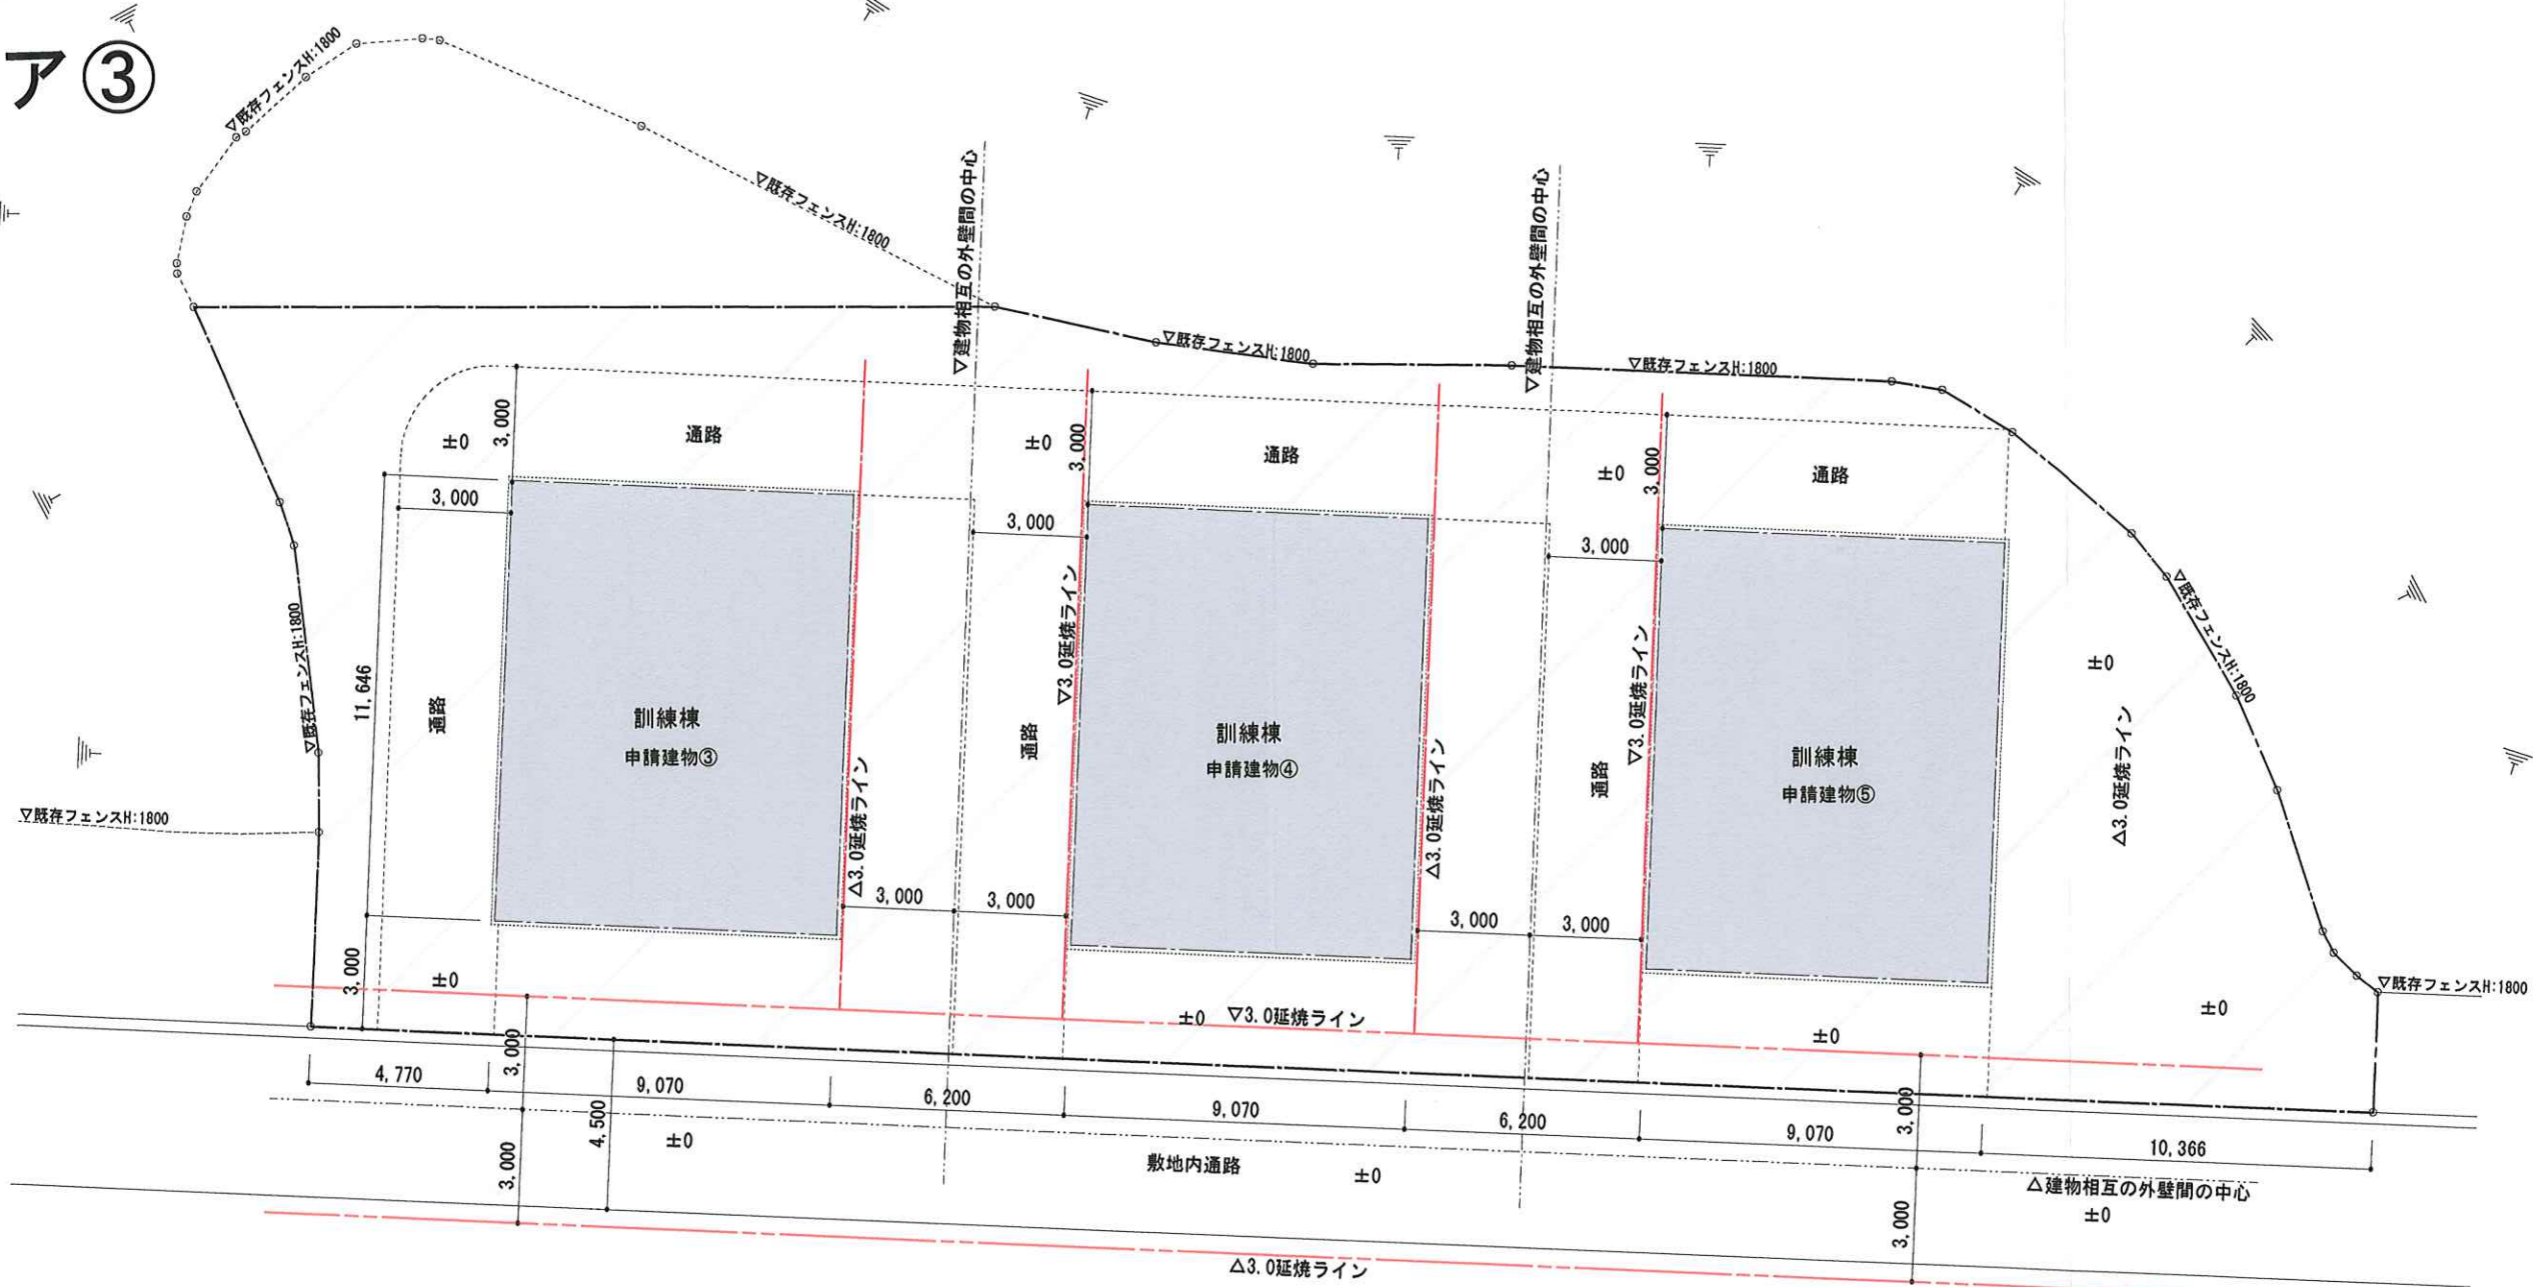 ア③
▽既存フェンスH:1800
▽既存フェンスH:1800
▽建物相互の外壁間の中心
▽建物相互の外壁間の中心
▽既存フェンスH:1800
▽既存フェンスH:1800
±0
3,000
通路
±0
3,000
通路
±0
3,000
通路
3,000
3,000
3,000
▽既存フェンスH:1800
11,646
通路
訓練棟
申請建物③
△3.0延焼ライン
通路
▽3.0延焼ライン
訓練棟
申請建物④
△3.0延焼ライン
通路
▽3.0延焼ライン
訓練棟
申請建物⑤
±0
△3.0延焼ライン
▽既存フェンスH:1800
▽既存フェンスH:1800
3,000
3,000
3,000
3,000
3,000
±0
±0
▽3.0延焼ライン
±0
±0
▽既存フェンスH:1800
4,770
3,000
9,070
6,200
9,070
6,200
9,070
3,000
10,366
3,000
4,500
±0
敷地内通路
±0
△建物相互の外壁間の中心
±0
3,000
△3.0延焼ライン